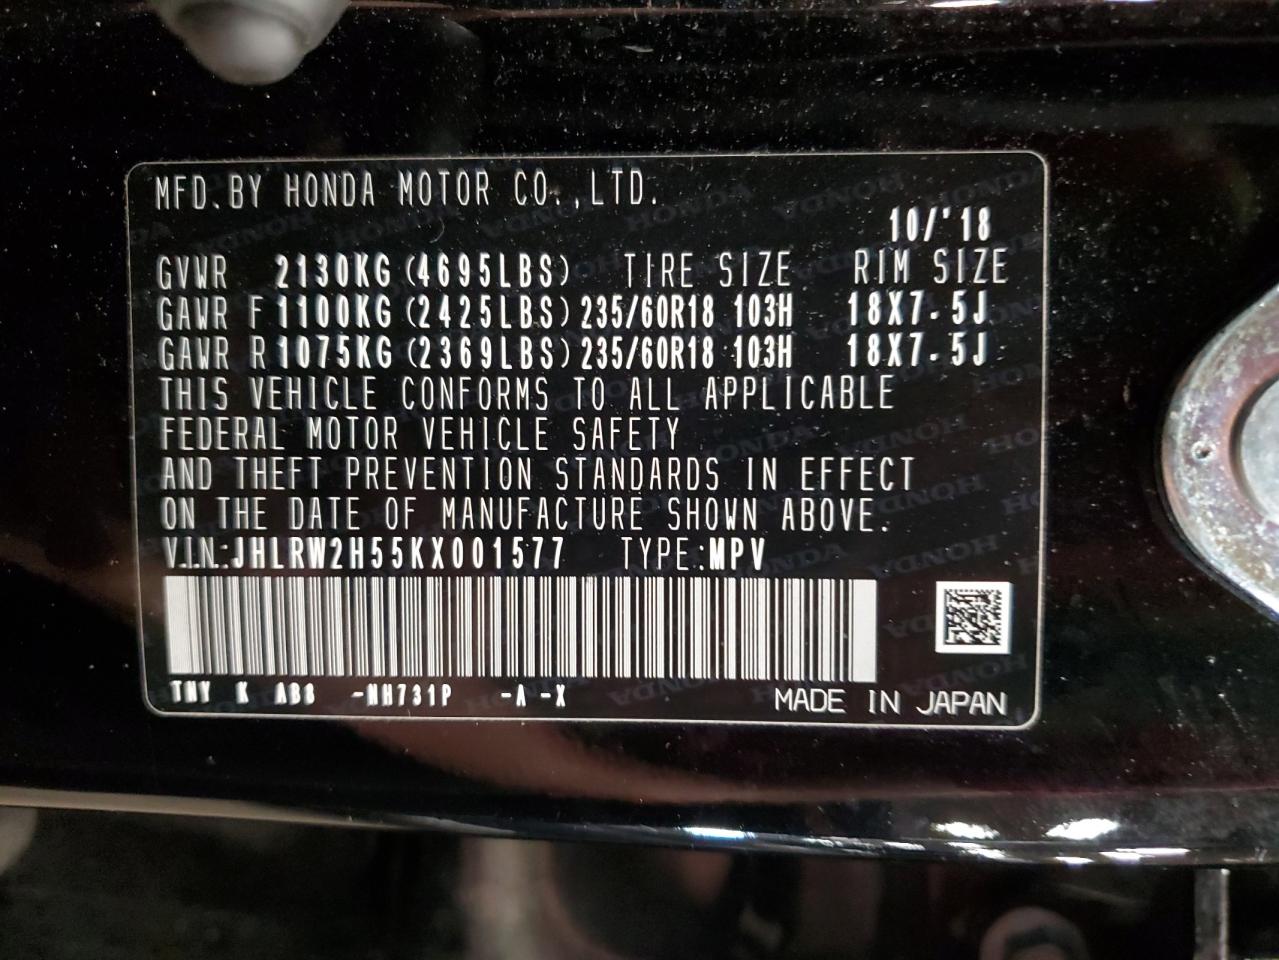 MFD.BY HONDA MOTOR CO.,LTD.
10/'18
GVWR 2130KG(4695LBS) TIRE SIZE RIM SIZE
GAWR F 1100KG(2425LBS)235/60R18 103H 18X7.5J
GAWR R 1075KG(2369LBS)235/60R18 103H 18X7.5J
THIS VEHICLE CONFORMS TO ALL APPLICABLE
FEDERAL MOTOR VEHICLE SAFETY
AND THEFT PREVENTION STANDARDS IN EFFECT
ON THE DATE OF MANUFACTURE SHOWN ABOVE.
V.I.N.:JHLRW2H55KX001577 TYPE:MPV
TNY K AB8 -NH731P -A -X
MADE IN JAPAN